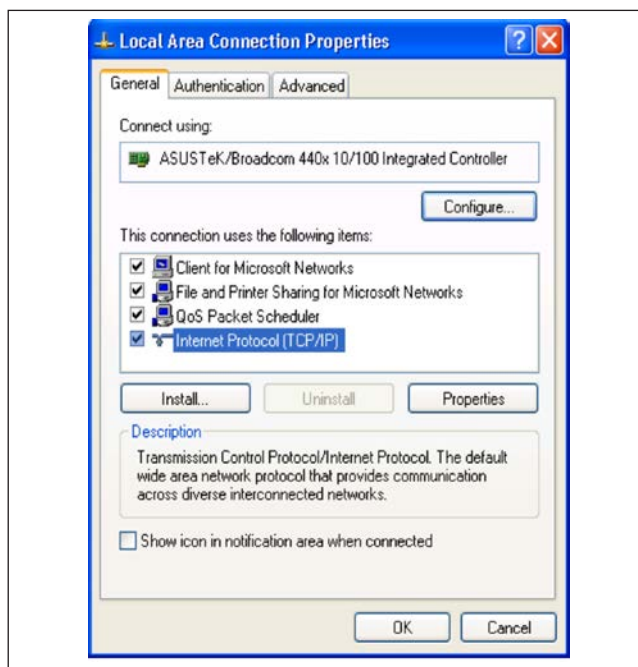 Local Area Connection Properties
General Authentication Advanced
Connect using:
ASUSTeK/Broadcom 440x 10/100 Integrated Controller
Configure...
This connection uses the following items:
Client for Microsoft Networks
File and Printer Sharing for Microsoft Networks
QoS Packet Scheduler
Internet Protocol (TCP/IP)
Install... Uninstall Properties
Description
Transmission Control Protocol/Internet Protocol. The default
wide area network protocol that provides communication
across diverse interconnected networks.
Show icon in notification area when connected
OK Cancel